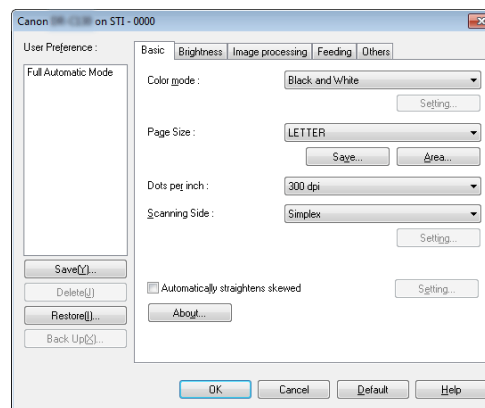 Canon on STI - 0000
User Preference :
Full Automatic Mode
Save(Y)...
Delete(J)
Restore(I)...
Back Up(X)...
Basic Brightness Image processing Feeding Others
Color mode : Black and White
Setting...
Page Size : LETTER
Save... Area...
Dots per inch : 300 dpi
Scanning Side : Simplex
Setting...
Automatically straightens skewed Setting...
About...
OK Cancel Default Help